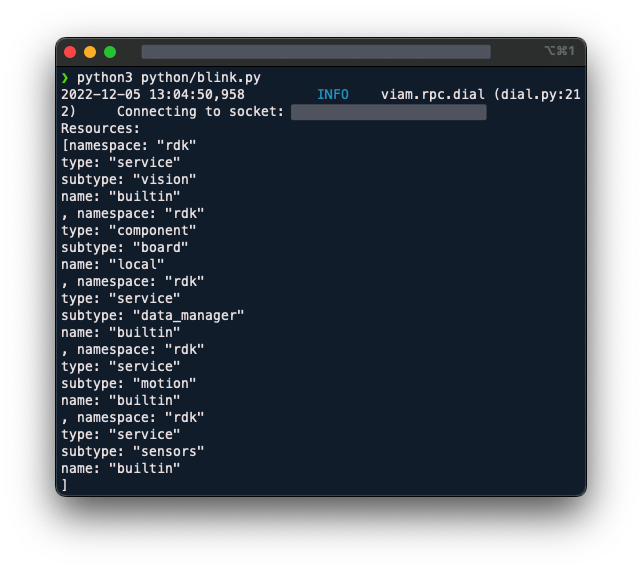 ⌥⌘1
❯ python3 python/blink.py
2022-12-05 13:04:50,958         INFO    viam.rpc.dial (dial.py:21
2)     Connecting to socket:
Resources:
[namespace: "rdk"
type: "service"
subtype: "vision"
name: "builtin"
, namespace: "rdk"
type: "component"
subtype: "board"
name: "local"
, namespace: "rdk"
type: "service"
subtype: "data_manager"
name: "builtin"
, namespace: "rdk"
type: "service"
subtype: "motion"
name: "builtin"
, namespace: "rdk"
type: "service"
subtype: "sensors"
name: "builtin"
]